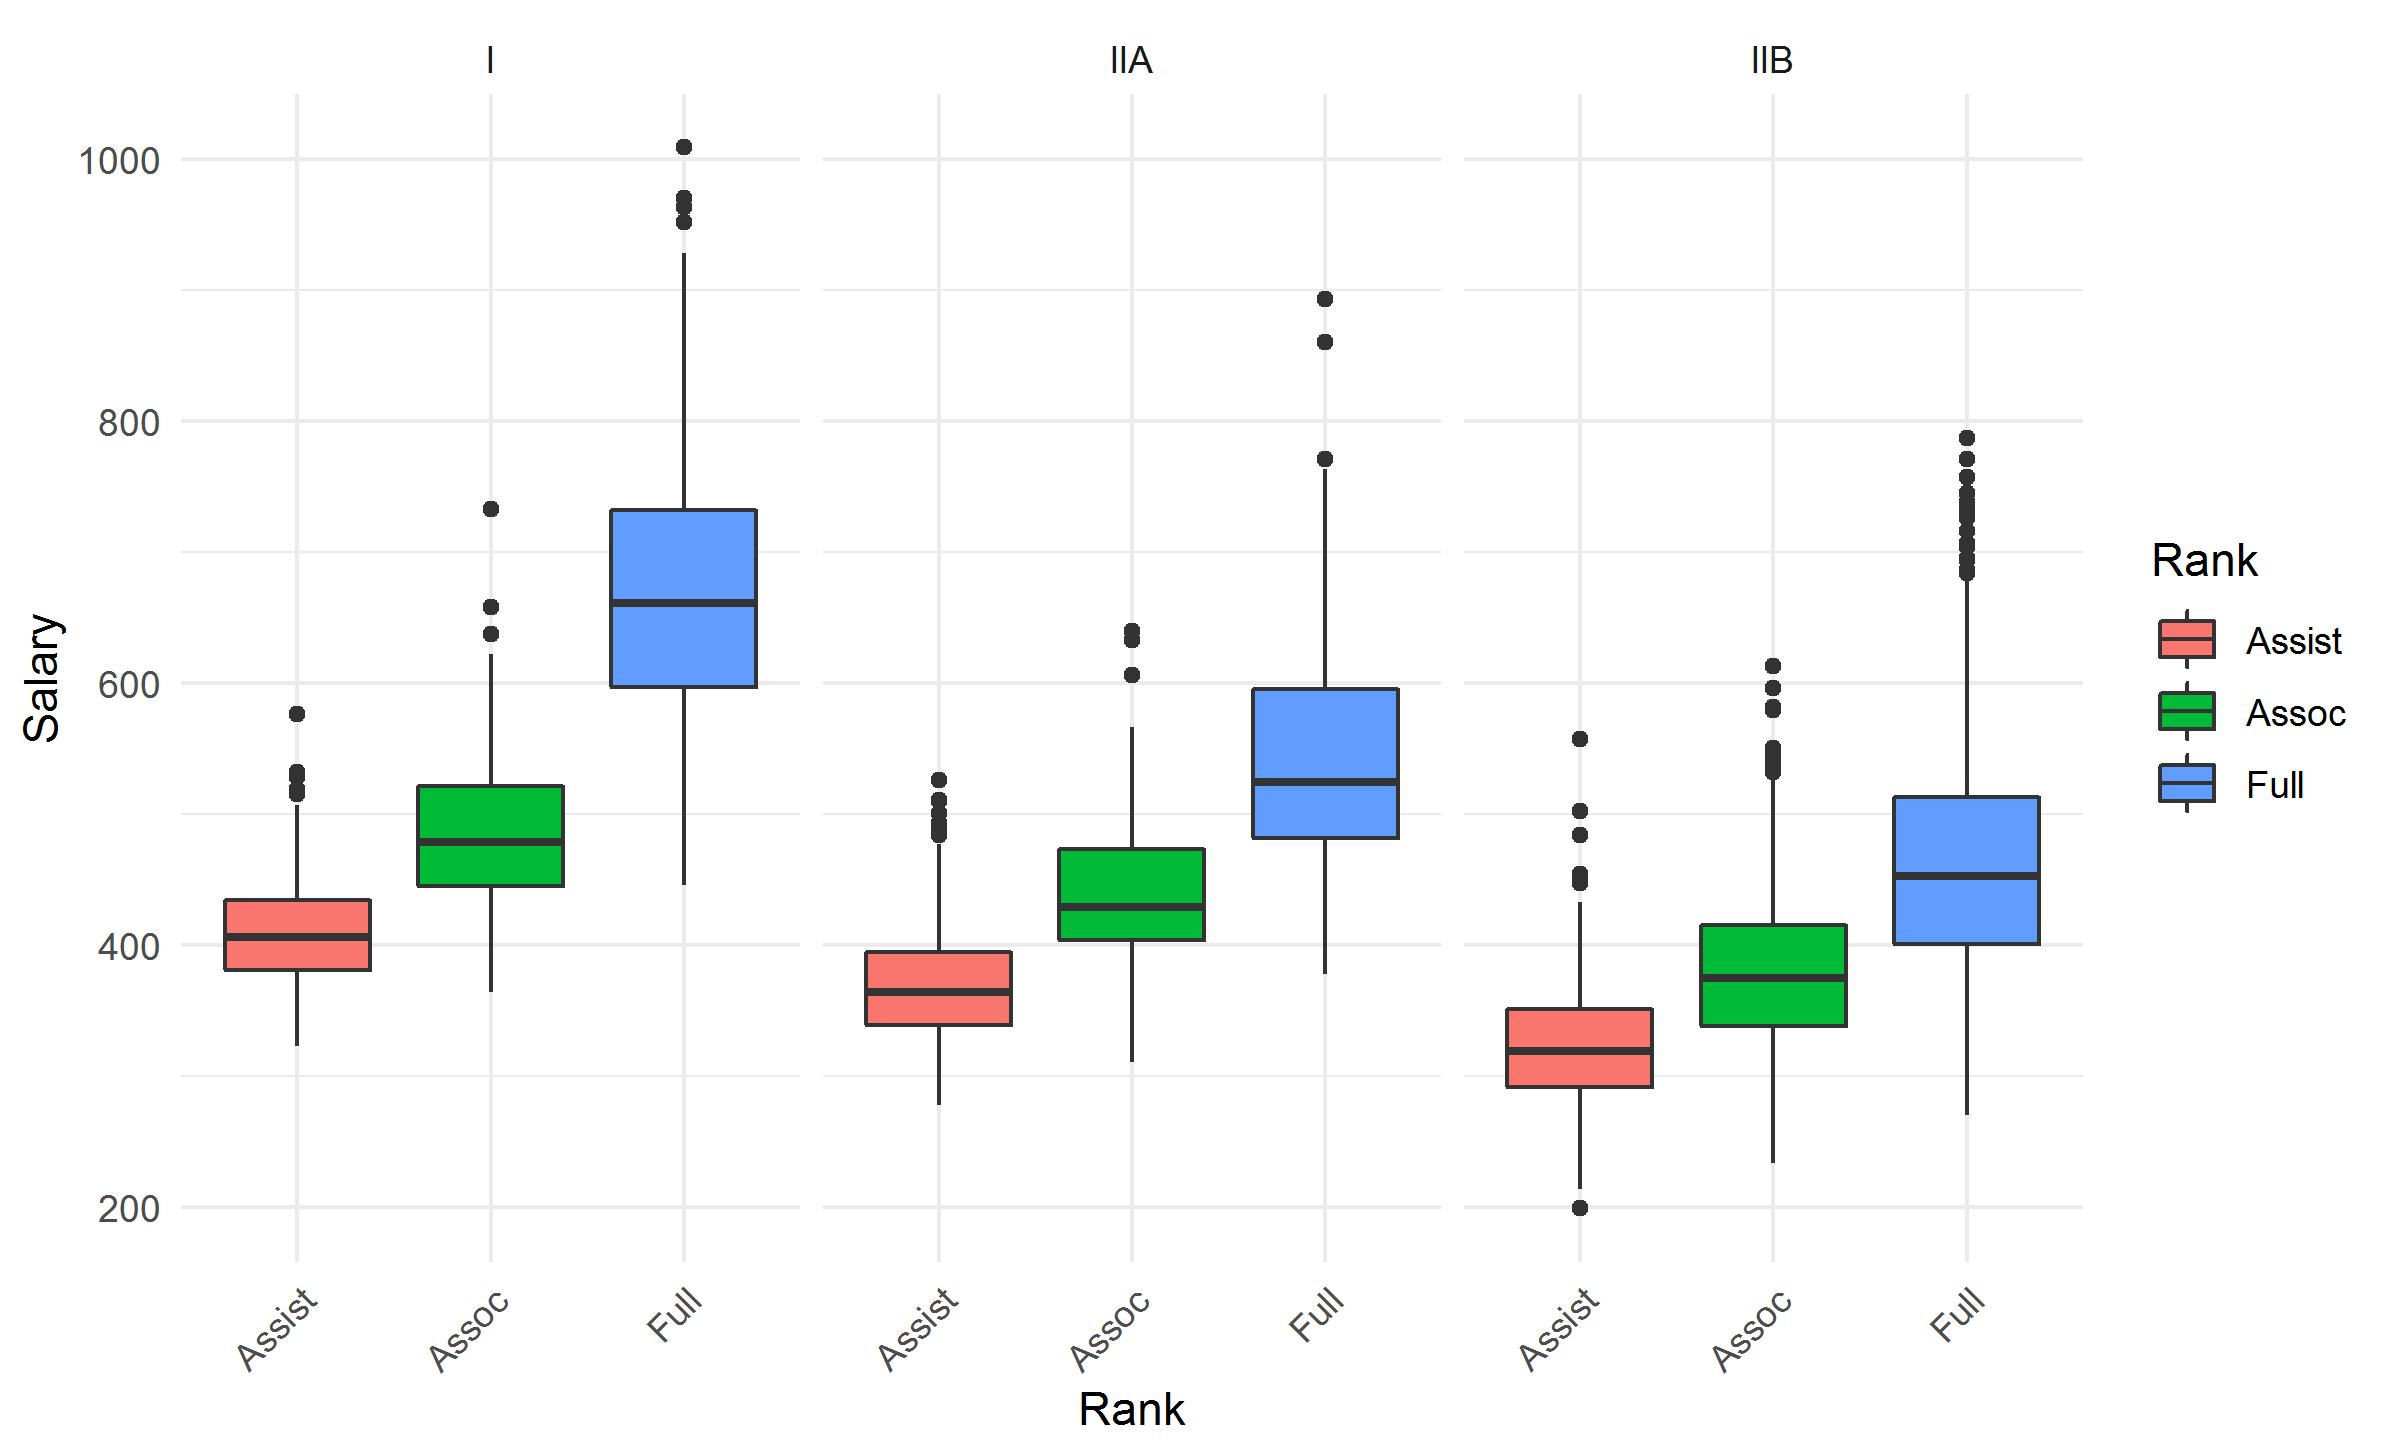 I
IIA
IIB
1000
800
600
400
200
Salary
Assist
Assoc
Full
Assist
Assoc
Full
Assist
Assoc
Full
Rank
Rank
Assist
Assoc
Full